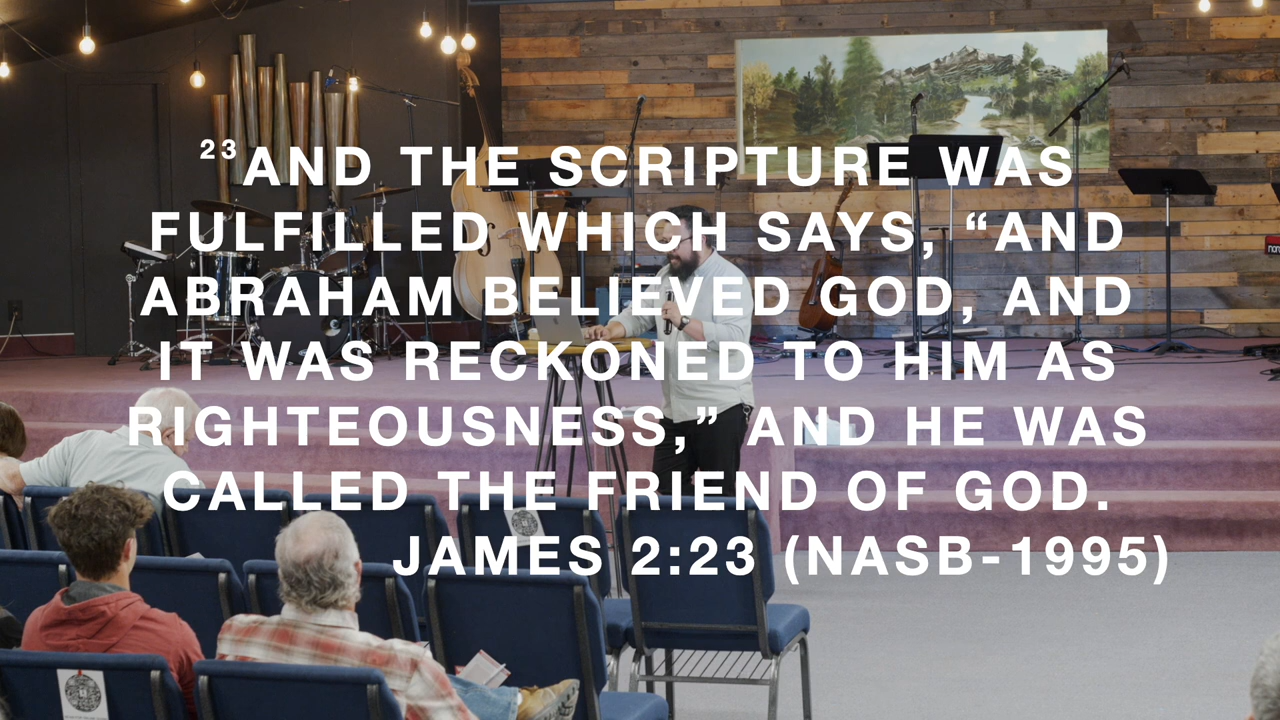 ²³AND THE SCRIPTURE WAS
FULFILLED WHICH SAYS, “AND
ABRAHAM BELIEVED GOD, AND
IT WAS RECKONED TO HIM AS
RIGHTEOUSNESS,” AND HE WAS
CALLED THE FRIEND OF GOD.
JAMES 2:23 (NASB-1995)